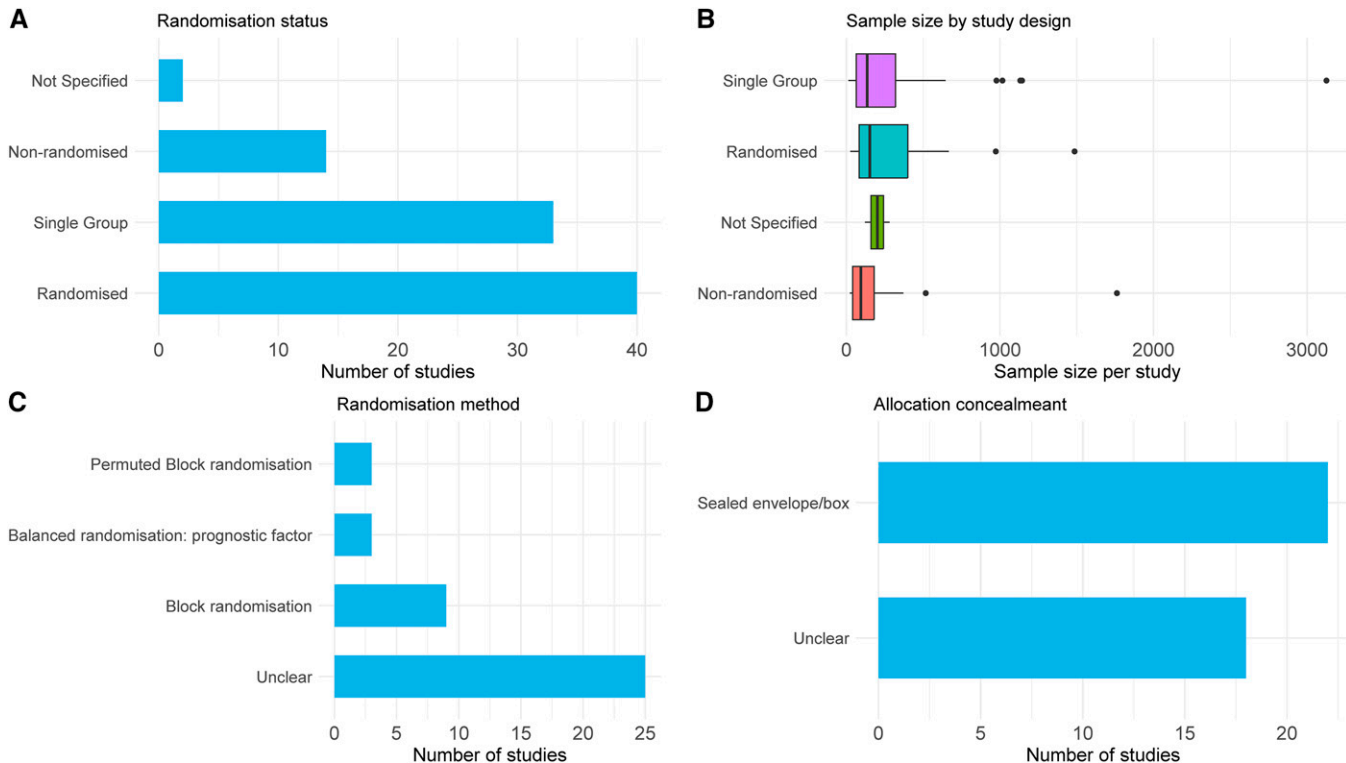 A
Randomisation status
Not Specified
Non-randomised
Single Group
Randomised
0 10 20 30 40
Number of studies
B
Sample size by study design
Single Group
Randomised
Not Specified
Non-randomised
0 1000 2000 3000
Sample size per study
C
Randomisation method
Permuted Block randomisation
Balanced randomisation: prognostic factor
Block randomisation
Unclear
0 5 10 15 20 25
Number of studies
D
Allocation concealmeant
Sealed envelope/box
Unclear
0 5 10 15 20
Number of studies